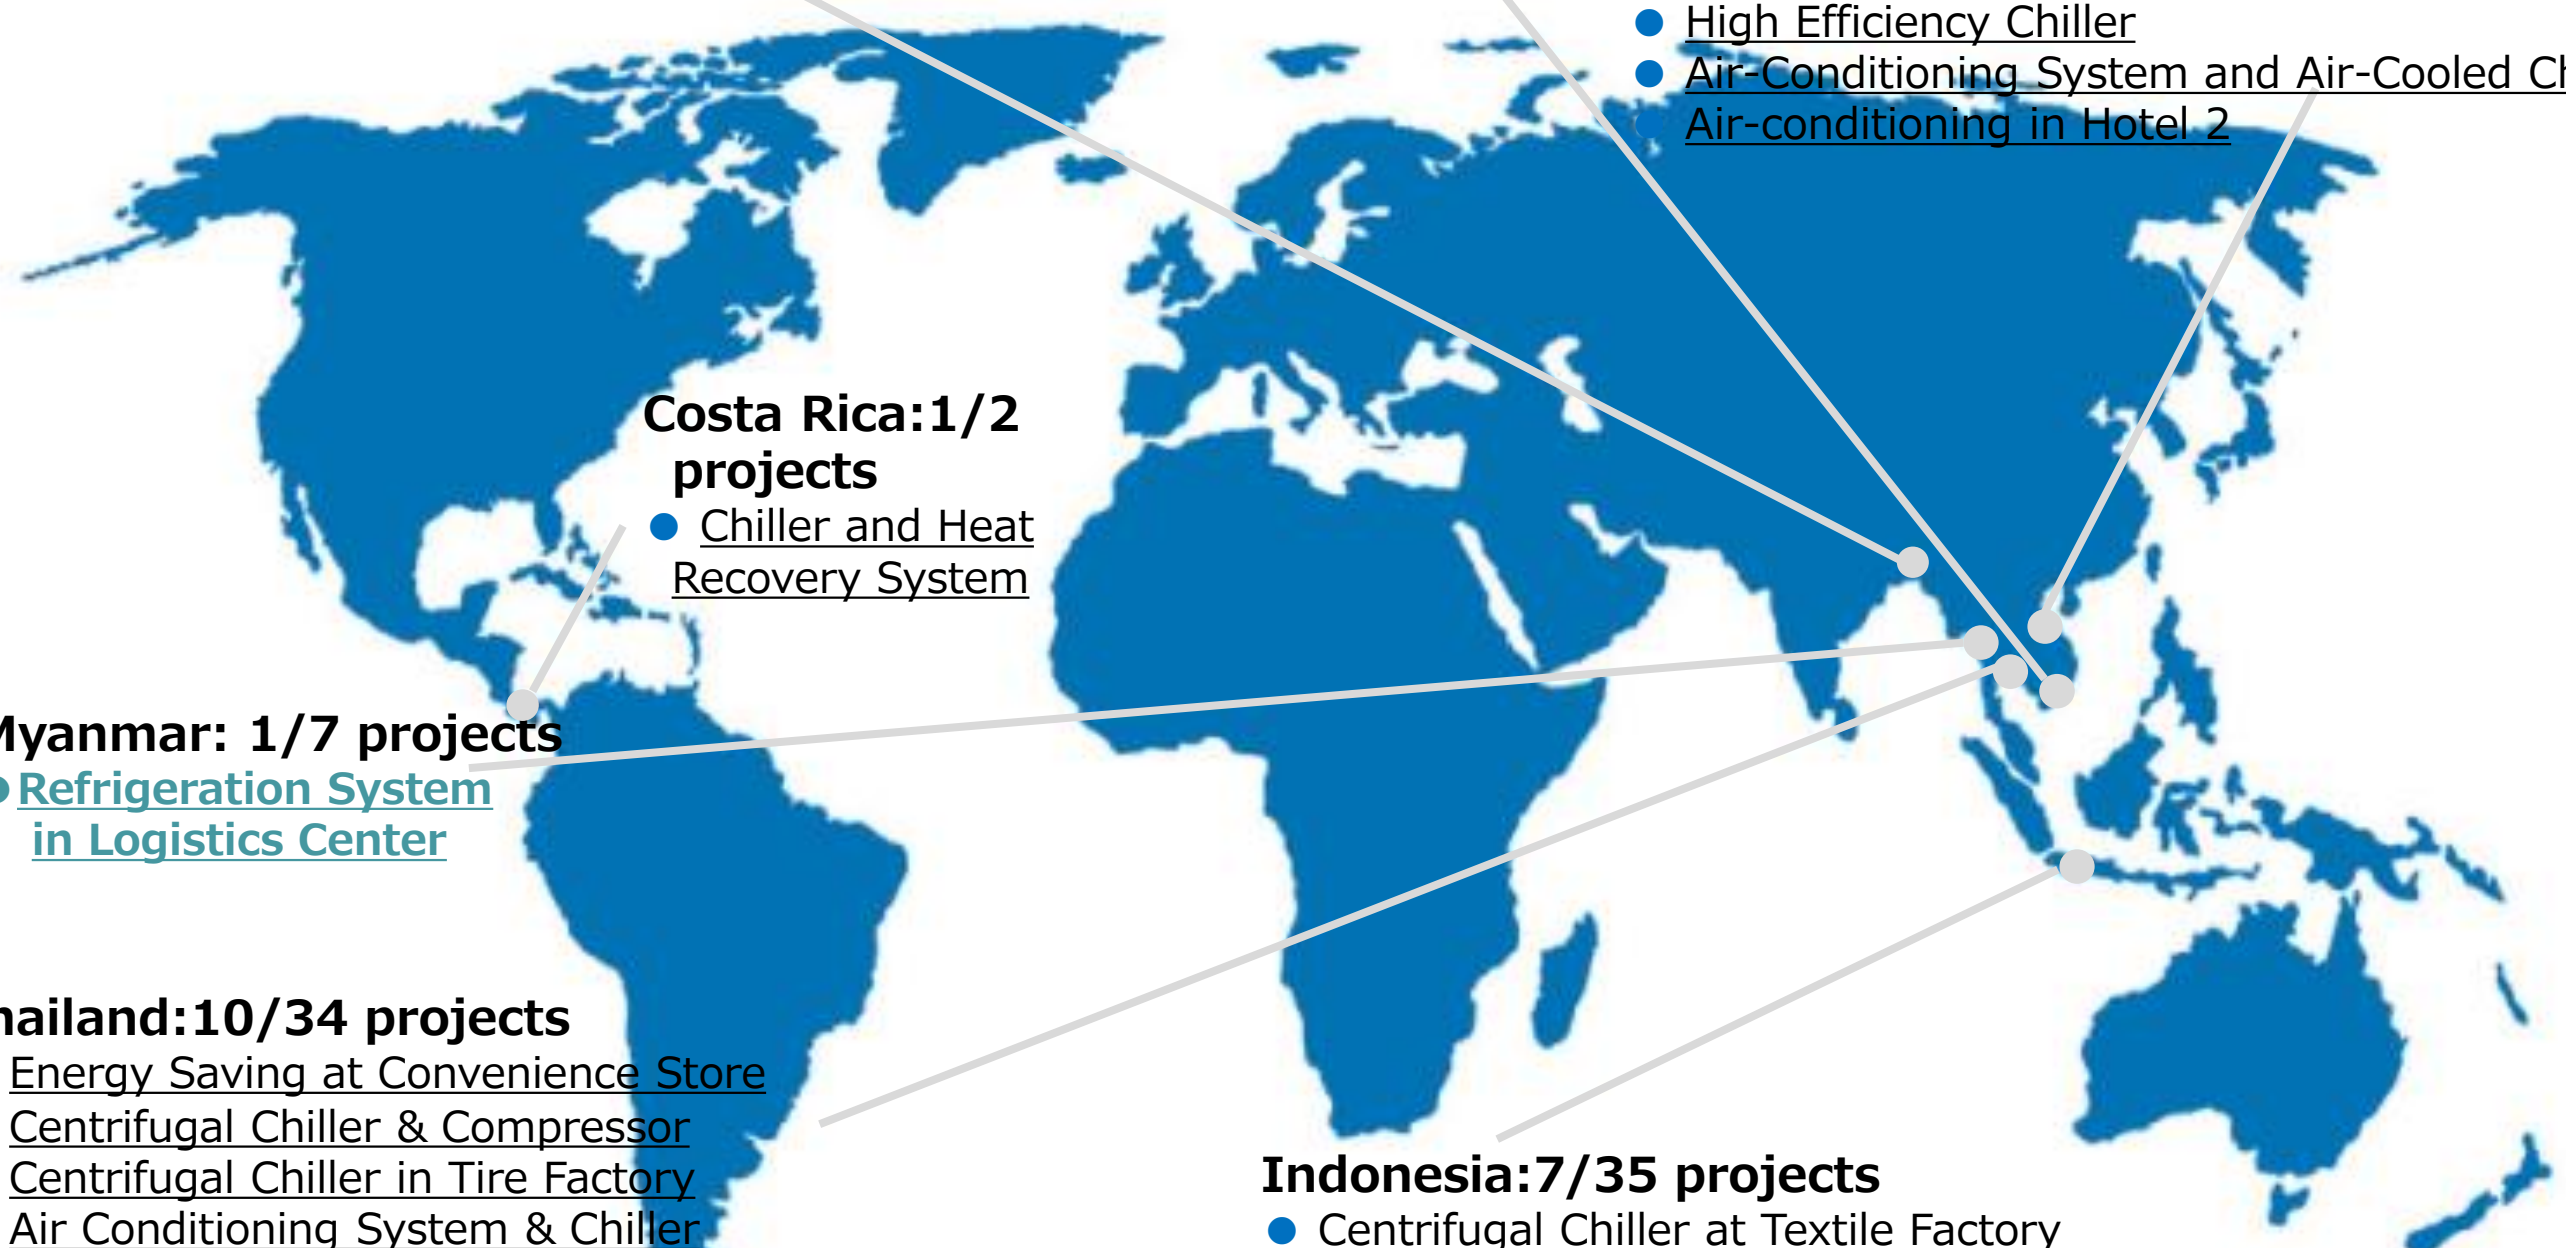 ● High Efficiency Chiller
● Air-Conditioning System and Air-Cooled
Air-conditioning in Hotel 2
Costa Rica:1/2
projects
● Chiller and Heat
Recovery System
Myanmar: 1/7 projects
●Refrigeration System
in Logistics Center
hailand:10/34 projects
Energy Saving at Convenience Store
Centrifugal Chiller & Compressor
Centrifugal Chiller in Tire Factory
Air Conditioning System & Chiller
Indonesia:7/35 projects
● Centrifugal Chiller at Textile Factory